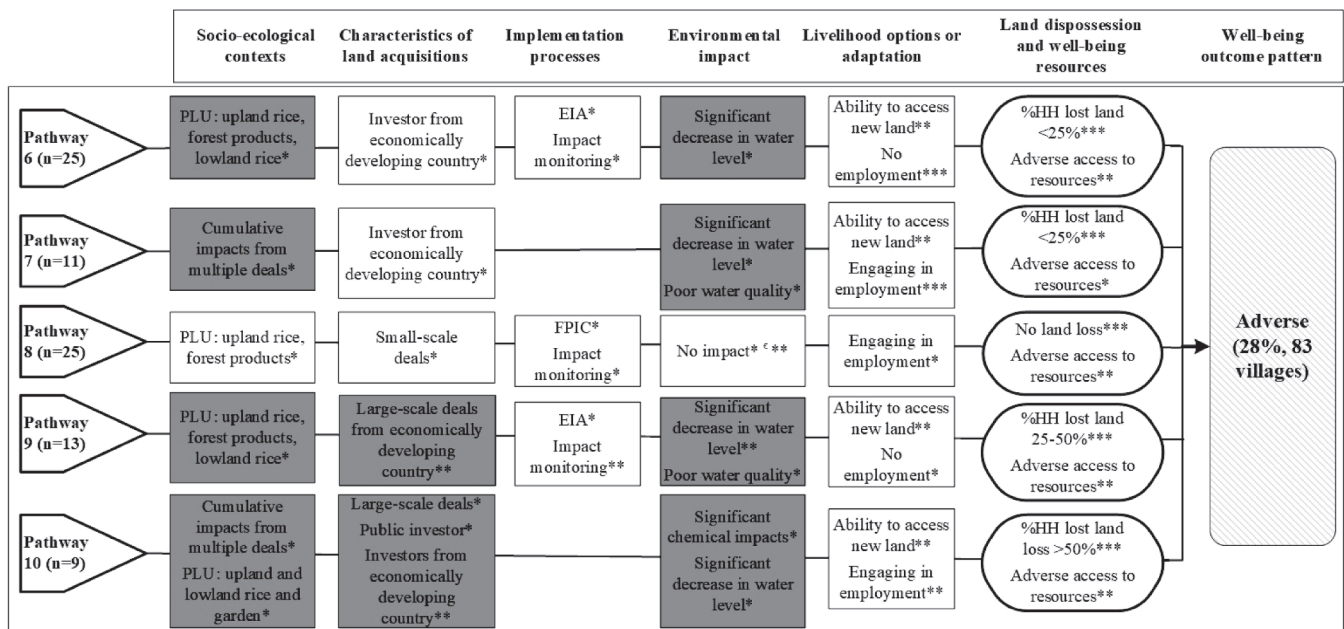 Socio-ecological
contexts
Characteristics of
land acquisitions
Implementation
processes
Environmental
impact
Livelihood options or
adaptation
Land dispossession
and well-being
resources
Well-being
outcome pattern
Pathway
6 (n=25)
PLU: upland rice,
forest products,
lowland rice*
Investor from
economically
developing country*
EIA*
Impact
monitoring*
Significant
decrease in water
level*
Ability to access
new land**
No
employment***
%HH lost land
<25%***
Adverse access to
resources**
Pathway
7 (n=11)
Cumulative
impacts from
multiple deals*
Investor from
economically
developing country*
Significant
decrease in water
level*
Poor water quality*
Ability to access
new land**
Engaging in
employment***
%HH lost land
<25%***
Adverse access to
resources*
Pathway
8 (n=25)
PLU: upland rice,
forest products*
Small-scale
deals*
FPIC*
Impact
monitoring*
No impact* **
Engaging in
employment*
No land loss***
Adverse access to
resources**
Pathway
9 (n=13)
PLU: upland rice,
forest products,
lowland rice*
Large-scale deals
from economically
developing
country**
EIA*
Impact
monitoring**
Significant
decrease in water
level**
Poor water quality*
Ability to access
new land**
No
employment*
%HH lost land
25-50%***
Adverse access to
resources**
Pathway
10 (n=9)
Cumulative
impacts from
multiple deals*
PLU: upland and
lowland rice and
garden*
Large-scale deals*
Public investor*
Investors from
economically
developing
country**
Significant
chemical impacts*
Significant
decrease in water
level*
Ability to access
new land**
Engaging in
employment**
%HH lost land
loss >50%***
Adverse access to
resources**
Adverse
(28%, 83
villages)